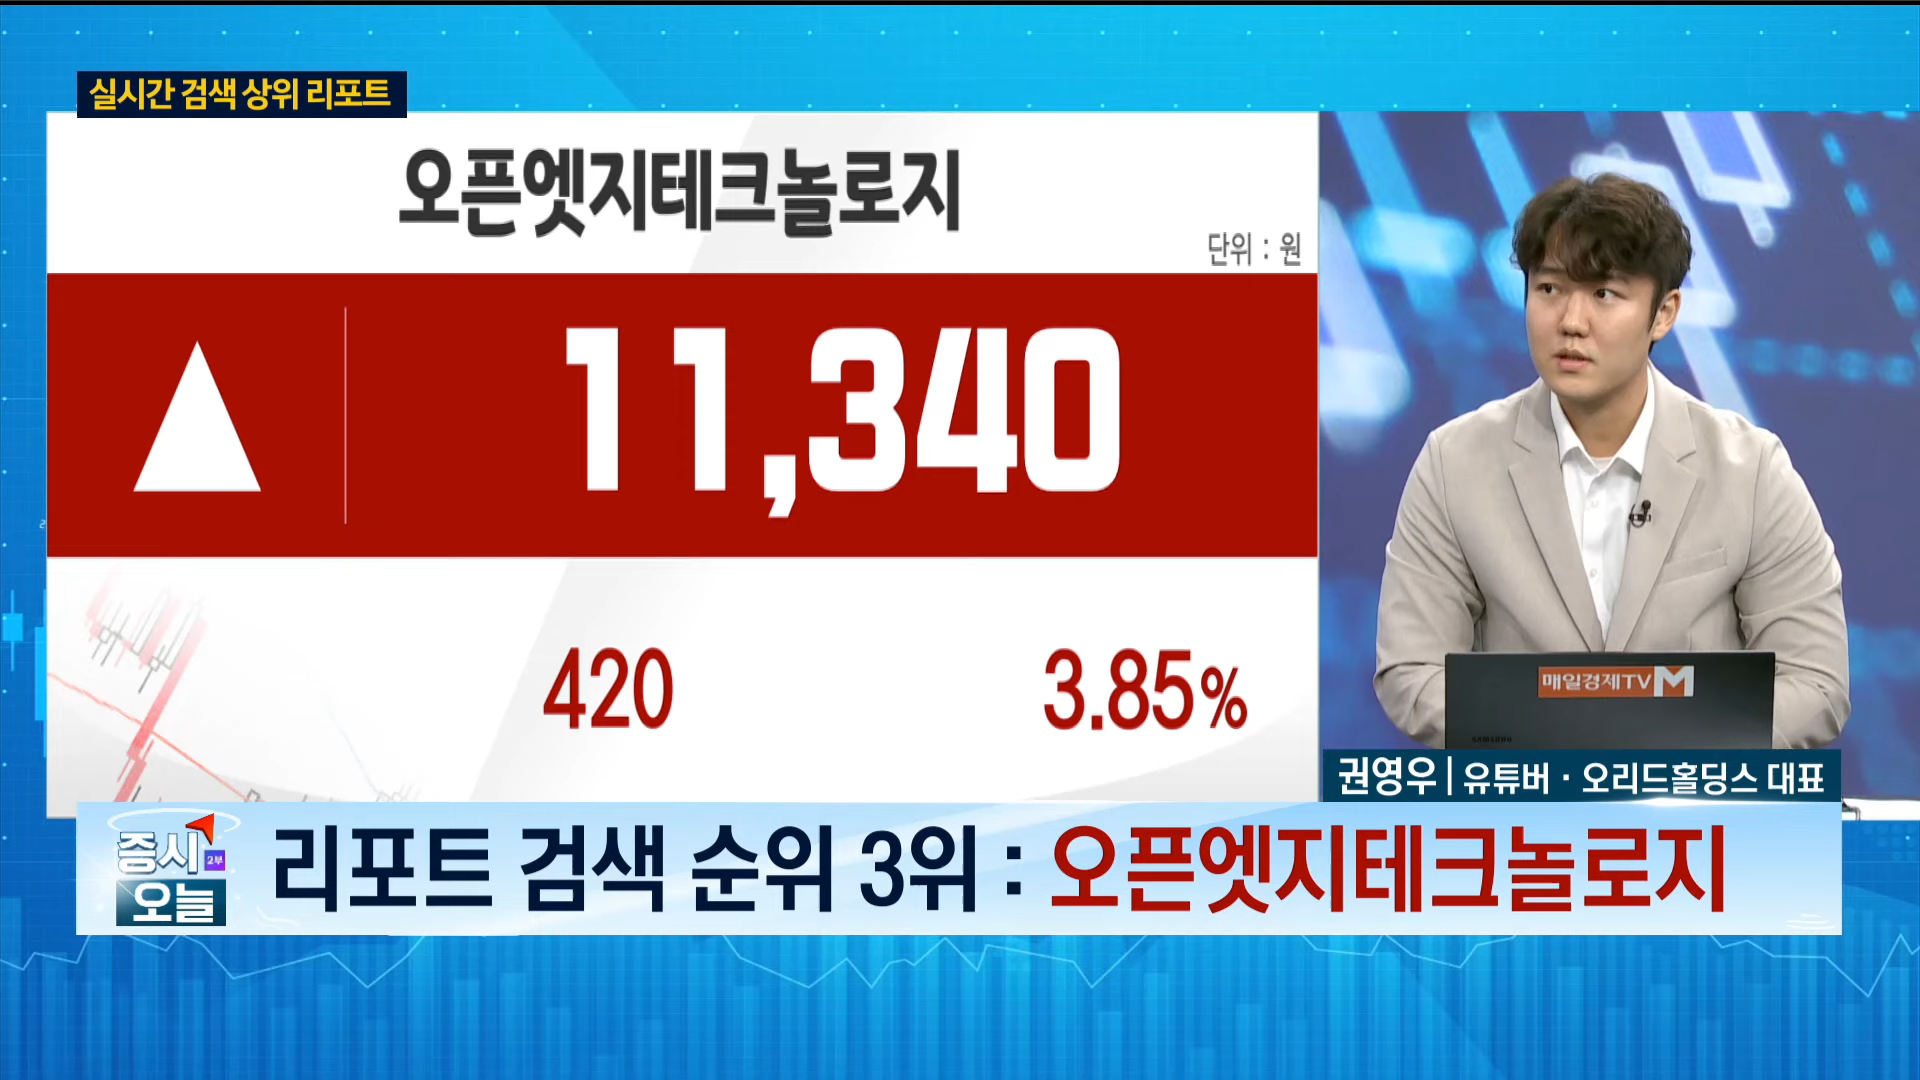 실시간 검색 상위 리포트
오픈엣지테크놀로지
단위 : 원
▲ 11,340
420 3.85%
매일경제TV M
SAMSUNG
권영우 | 유튜버 · 오리드홀딩스 대표
증시 2부
오늘
리포트 검색 순위 3위 : 오픈엣지테크놀로지